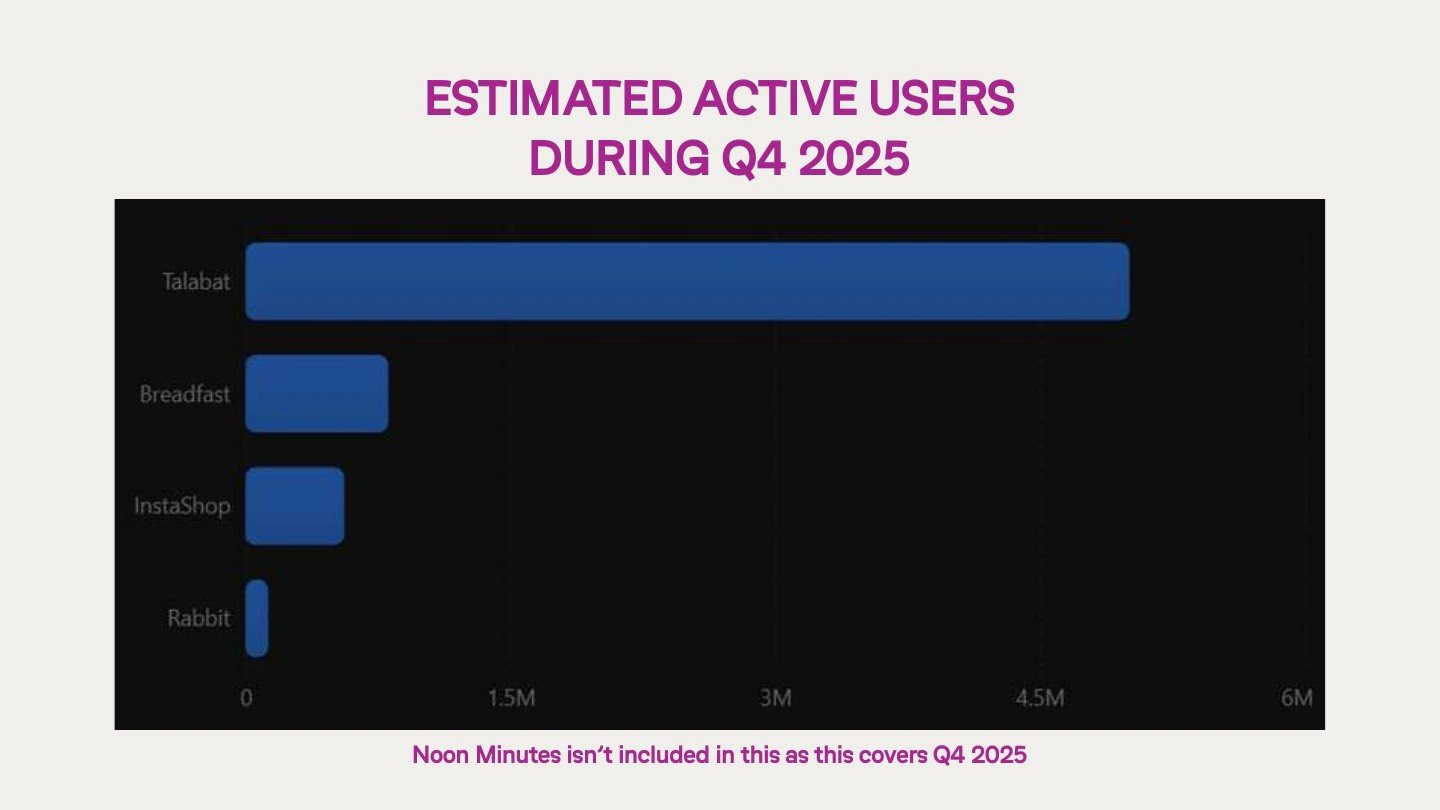 ESTIMATED ACTIVE USERS
DURING Q4 2025
Talabat
Breadfast
InstaShop
Rabbit
0 1.5M 3M 4.5M 6M
Noon Minutes isn’t included in this as this covers Q4 2025